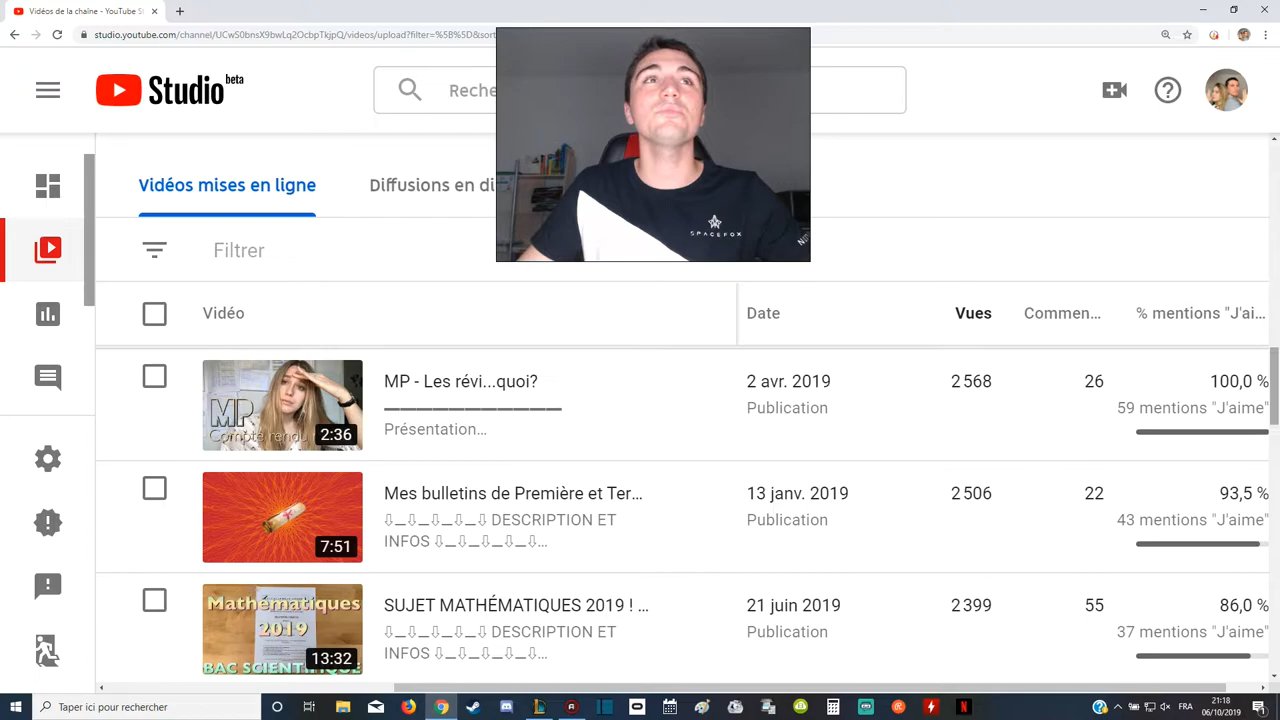 Vidéos de la chaîne - YouTube St
studio.youtube.com/channel/UCwS0bnsX9bwLq2OcbpTkjpQ/videos/upload?filter=%5B%5D&sort
Studio beta
Reche
Vidéos mises en ligne
Diffusions en di
SPACEFOX
Filtrer
Vidéo
Date
Vues
Commen...
% mentions "J'ai...
MP - Les révi...quoi?
2 avr. 2019
2 568
26
100,0 %
MP
Compte rendu
2:36
Présentation...
Publication
59 mentions "J'aime"
Mes bulletins de Première et Ter...
13 janv. 2019
2 506
22
93,5 %
7:51
⇩_⇩_⇩_⇩_⇩ DESCRIPTION ET
INFOS ⇩_⇩_⇩_⇩_⇩...
Publication
43 mentions "J'aime"
SUJET MATHÉMATIQUES 2019 ! ...
21 juin 2019
2 399
55
86,0 %
Mathématiques
2019
BAC SCIENTIFIQUE
13:32
⇩_⇩_⇩_⇩_⇩ DESCRIPTION ET
INFOS ⇩_⇩_⇩_⇩_⇩...
Publication
37 mentions "J'aime"
Taper ici pour rechercher
FRA
21:18
06/10/2019